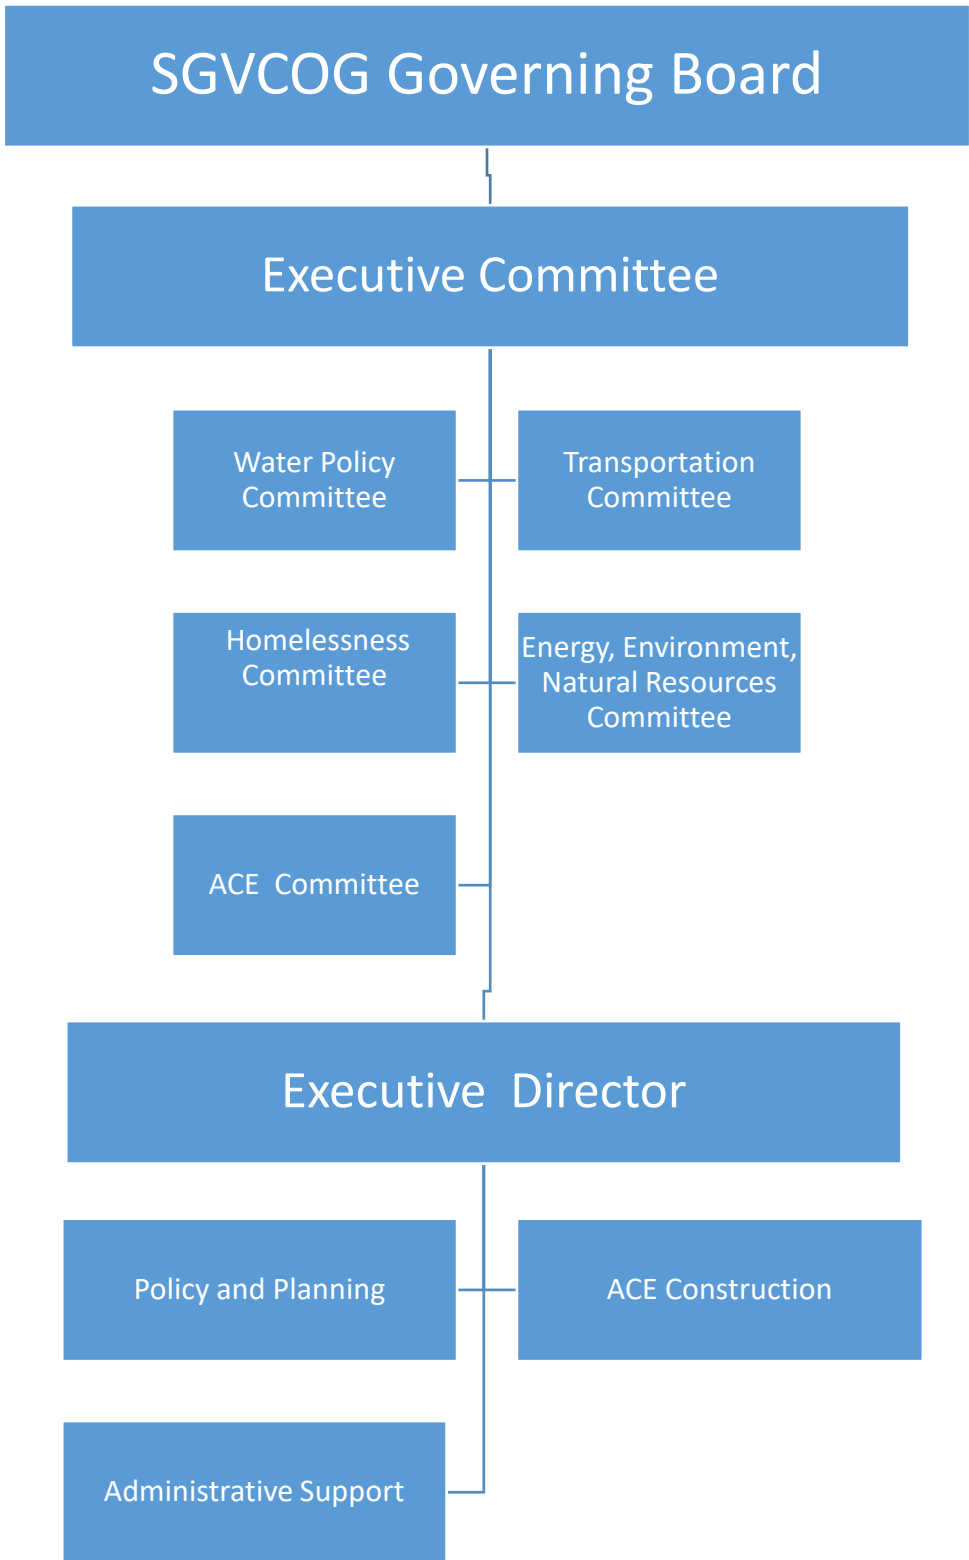 SGVCOG Governing Board
Executive Committee
Water Policy
Committee
Transportation
Committee
Homelessness
Committee
Energy, Environment,
Natural Resources
Committee
ACE  Committee
Executive  Director
Policy and Planning
ACE Construction
Administrative Support